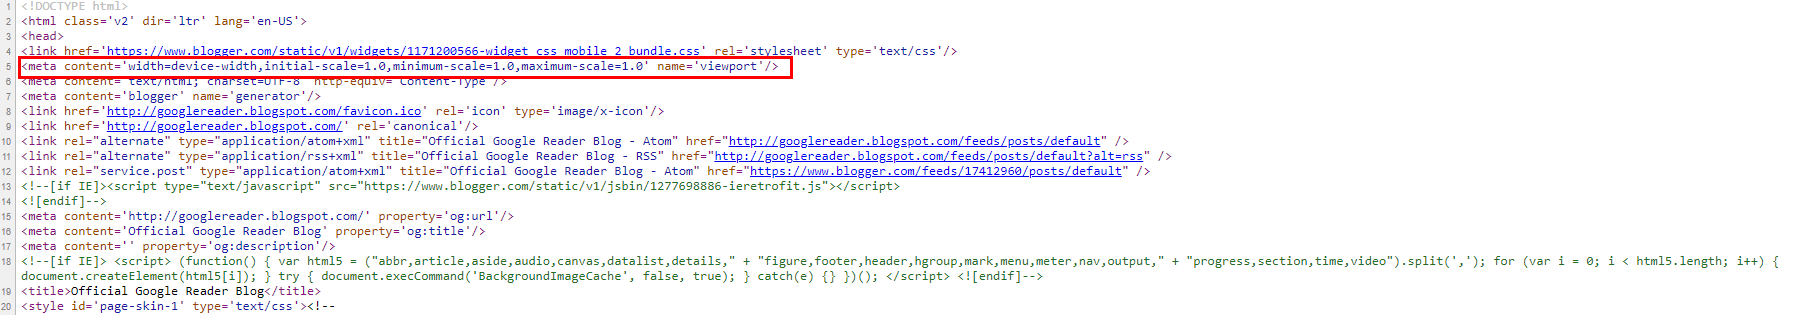 1 <!DOCTYPE html>
2 <html class='v2' dir='ltr' lang='en-US'>
3 <head>
4 <link href='https://www.blogger.com/static/v1/widgets/1171200566-widget_css_mobile_2_bundle.css' rel='stylesheet' type='text/css'/>
5 <meta content='width=device-width,initial-scale=1.0,minimum-scale=1.0,maximum-scale=1.0' name='viewport'/>
6 <meta content='text/html; charset=UTF-8' http-equiv='Content-Type'/>
7 <meta content='blogger' name='generator'/>
8 <link href='http://googlereader.blogspot.com/favicon.ico' rel='icon' type='image/x-icon'/>
9 <link href='http://googlereader.blogspot.com/' rel='canonical'/>
10 <link rel="alternate" type="application/atom+xml" title="Official Google Reader Blog - Atom" href="http://googlereader.blogspot.com/feeds/posts/default" />
11 <link rel="alternate" type="application/rss+xml" title="Official Google Reader Blog - RSS" href="http://googlereader.blogspot.com/feeds/posts/default?alt=rss" />
12 <link rel="service.post" type="application/atom+xml" title="Official Google Reader Blog - Atom" href="https://www.blogger.com/feeds/17412960/posts/default" />
13 <!--[if IE]><script type="text/javascript" src="https://www.blogger.com/static/v1/jsbin/1277698886-ieretrofit.js"></script>
14 <![endif]-->
15 <meta content='http://googlereader.blogspot.com/' property='og:url'/>
16 <meta content='Official Google Reader Blog' property='og:title'/>
17 <meta content='' property='og:description'/>
18 <!--[if IE]> <script> (function() { var html5 = ("abbr,article,aside,audio,canvas,datalist,details," + "figure,footer,header,hgroup,mark,menu,meter,nav,output," + "progress,section,time,video").split(','); for (var i = 0; i < html5.length; i++) {
document.createElement(html5[i]); } try { document.execCommand('BackgroundImageCache', false, true); } catch(e) {} })(); </script> <![endif]-->
19 <title>Official Google Reader Blog</title>
20 <style id='page-skin-1' type='text/css'><!--